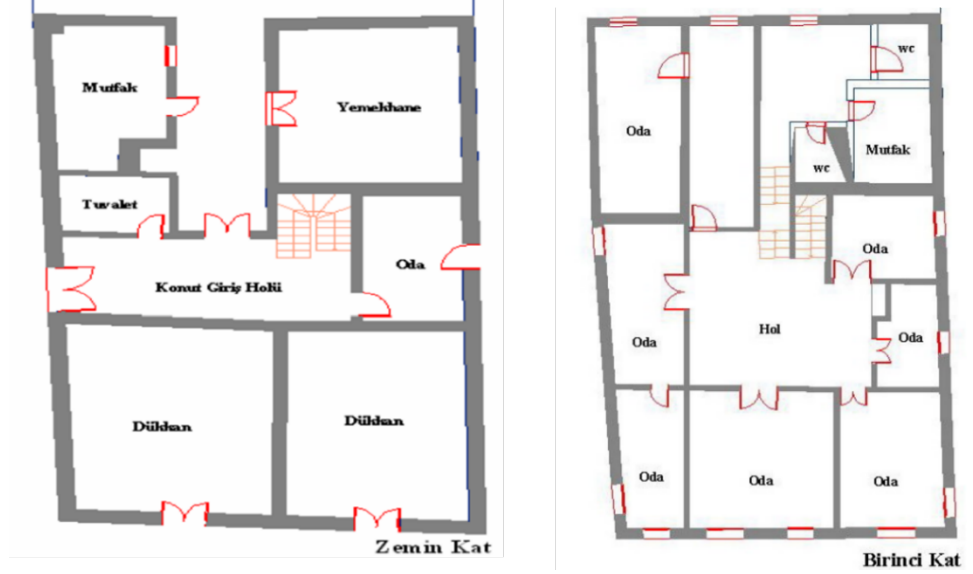 Mutfak
Yemekhane
Tuvalet
Oda
Konut Giriş Holü
Dükkan
Dükkan
Zemin Kat
wc
Oda
Mutfak
wc
Oda
Hol
Oda
Oda
Oda
Oda
Oda
Birinci Kat